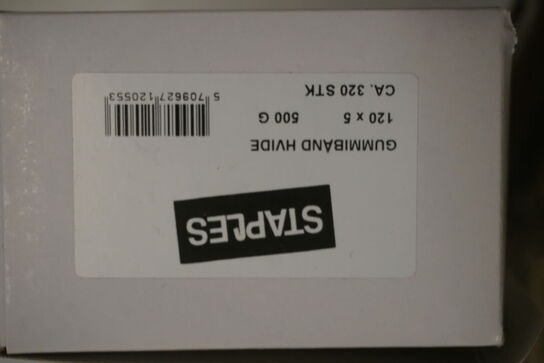 STAPLES
GUMMIBÅND HVIDE
120 x 5 500 G
CA. 320 STK
5 709627 120553